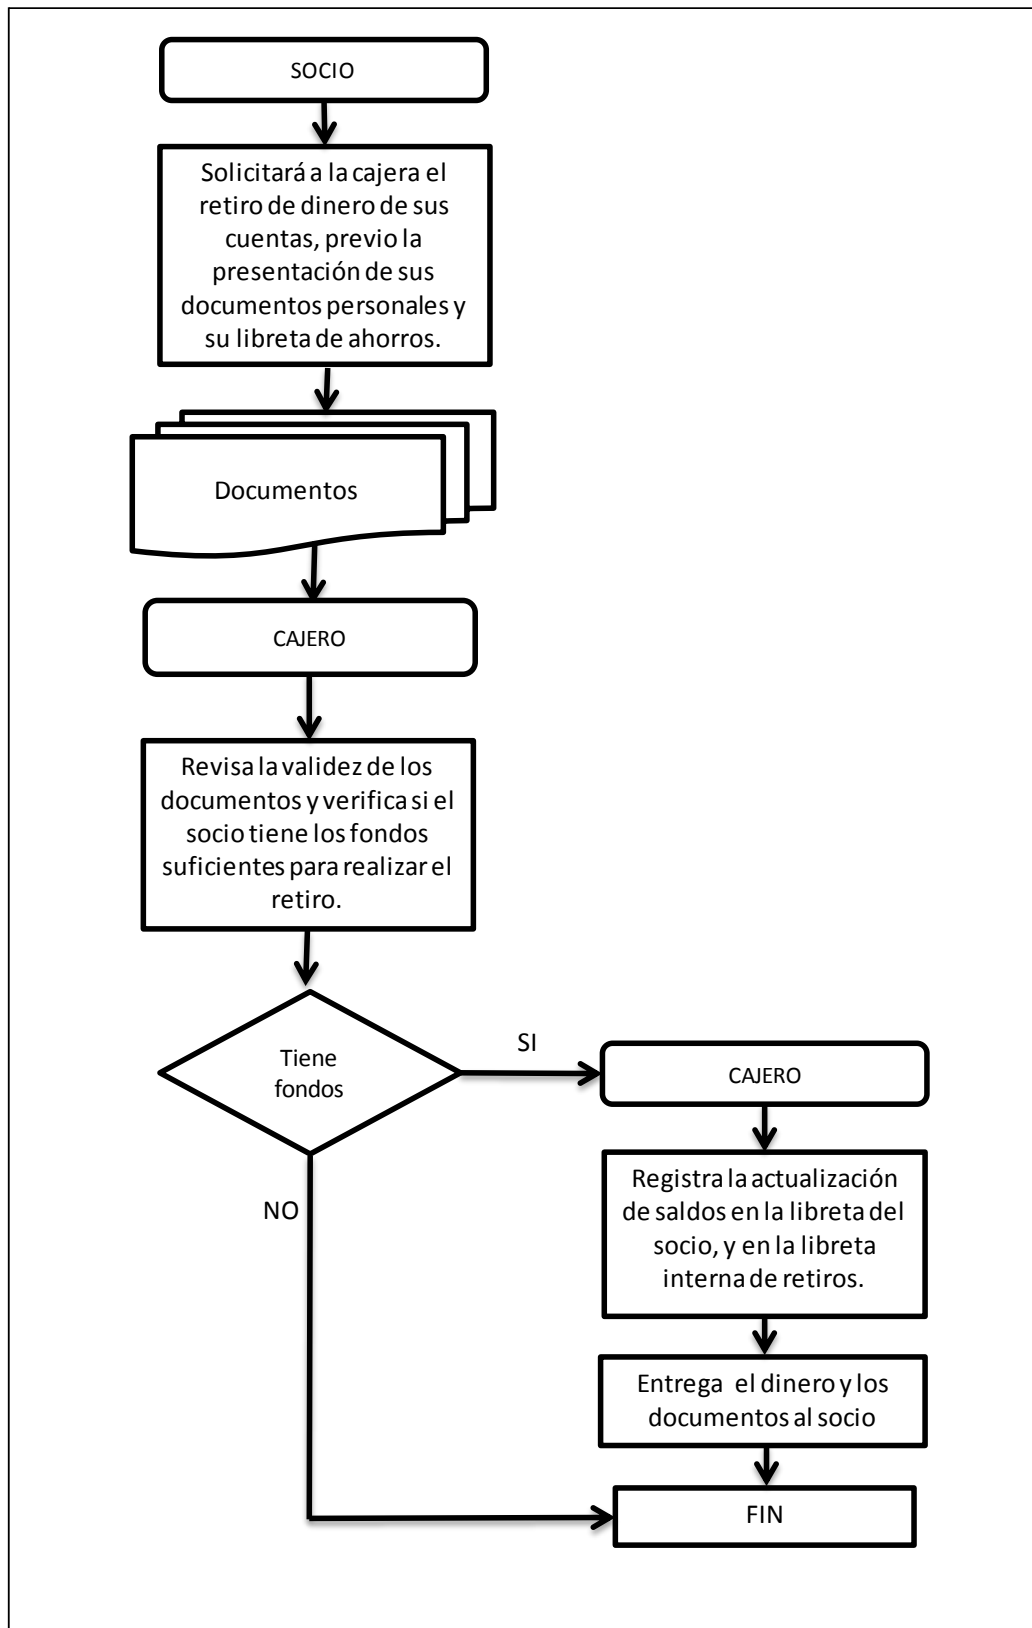 SOCIO
Solicitará a la cajera el
retiro de dinero de sus
cuentas, previo la
presentación de sus
documentos personales y
su libreta de ahorros.
Documentos
CAJERO
Revisa la validez de los
documentos y verifica si el
socio tiene los fondos
suficientes para realizar el
retiro.
Tiene
fondos
SI
CAJERO
Registra la actualización
de saldos en la libreta del
socio, y en la libreta
interna de retiros.
Entrega el dinero y los
documentos al socio
NO
FIN